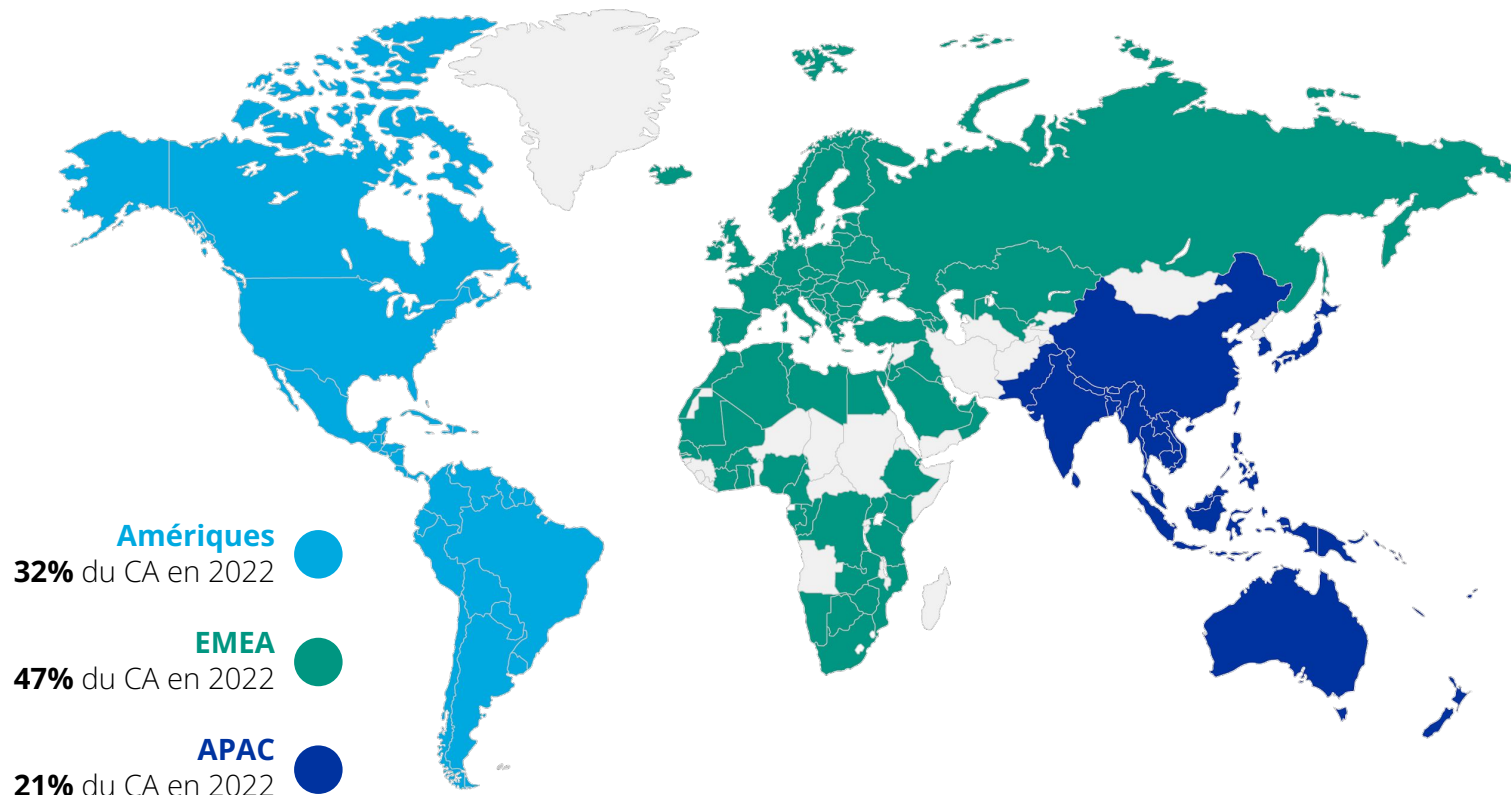 Amériques
32% du CA en 2022
EMEA
47% du CA en 2022
APAC
21% du CA en 2022